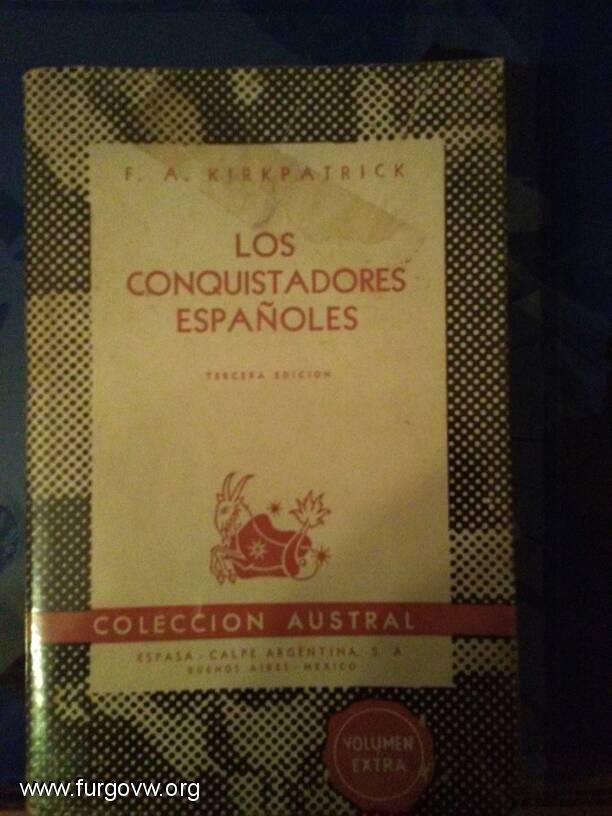 F. A. KIRKPATRICK
LOS
CONQUISTADORES
ESPAÑOLES
TERCERA EDICION
COLECCION AUSTRAL
ESPASA - CALPE ARGENTINA, S. A.
BUENOS AIRES - MEXICO
VOLUMEN
EXTRA
www.furgovw.org